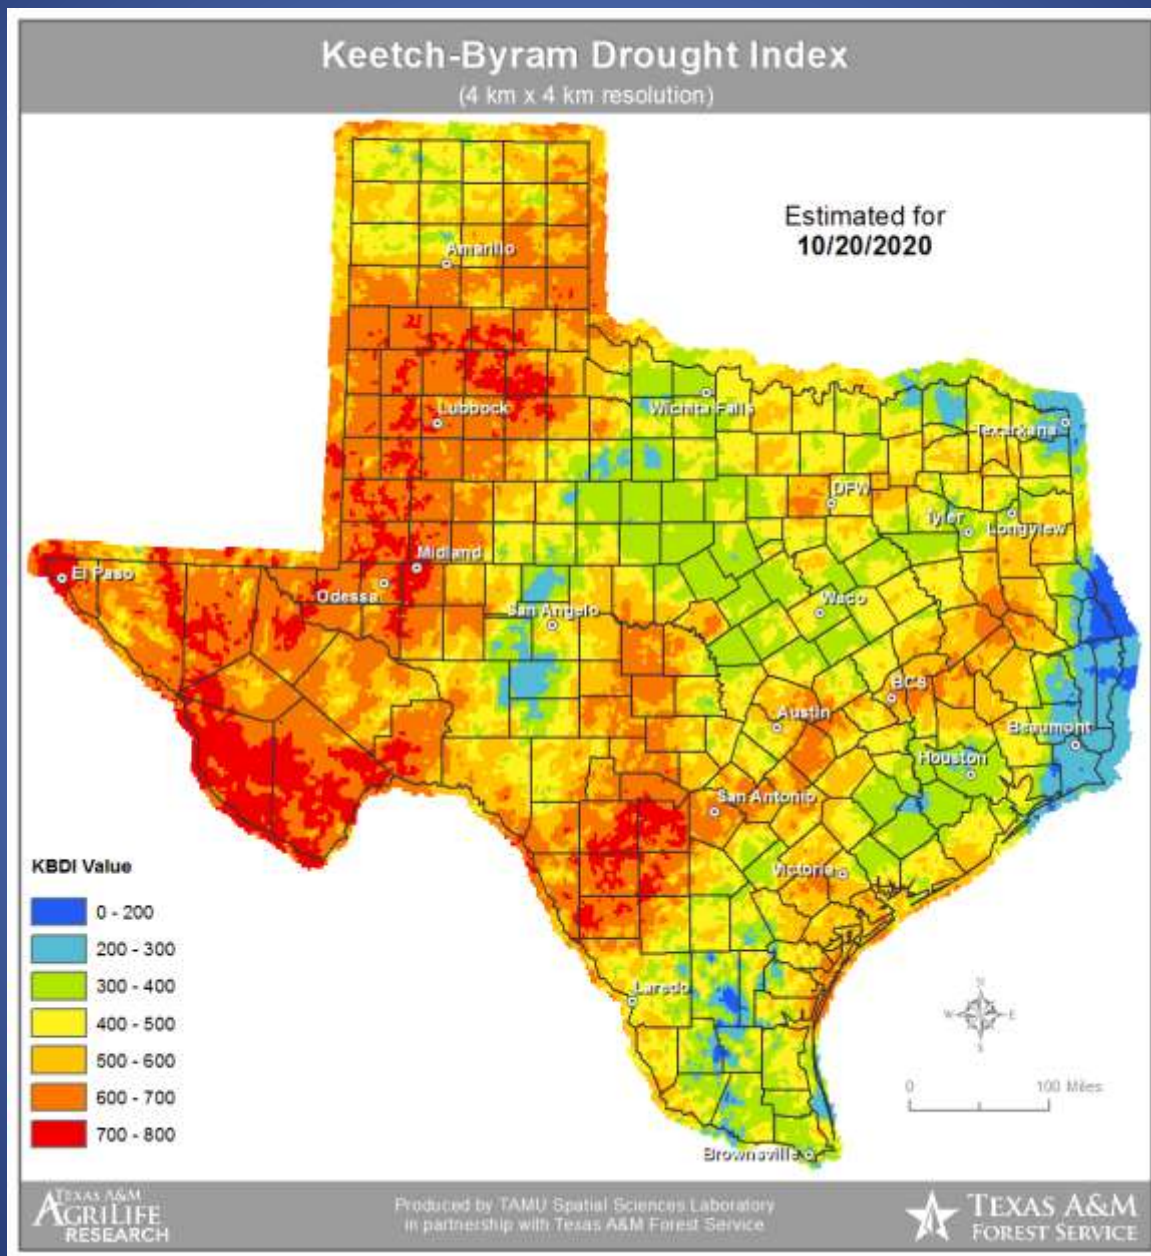 Keetch-Byram Drought Index
(4 km x 4 km resolution)
Estimated for
10/20/2020
Amarillo
Lubbock
Wichita Falls
Texarkana
DFW
Tyler
Longview
Midland
El Paso
Odessa
San Angelo
Waco
BCS
Austin
Beaumont
Houston
San Antonio
Victoria
Laredo
Brownsville
KBDI Value
0 - 200
200 - 300
300 - 400
400 - 500
500 - 600
600 - 700
700 - 800
N
W E
S
0 100 Miles
TEXAS A&M
AGRILIFE
RESEARCH
Produced by TAMU Spatial Sciences Laboratory
in partnership with Texas A&M Forest Service
TEXAS A&M
FOREST SERVICE